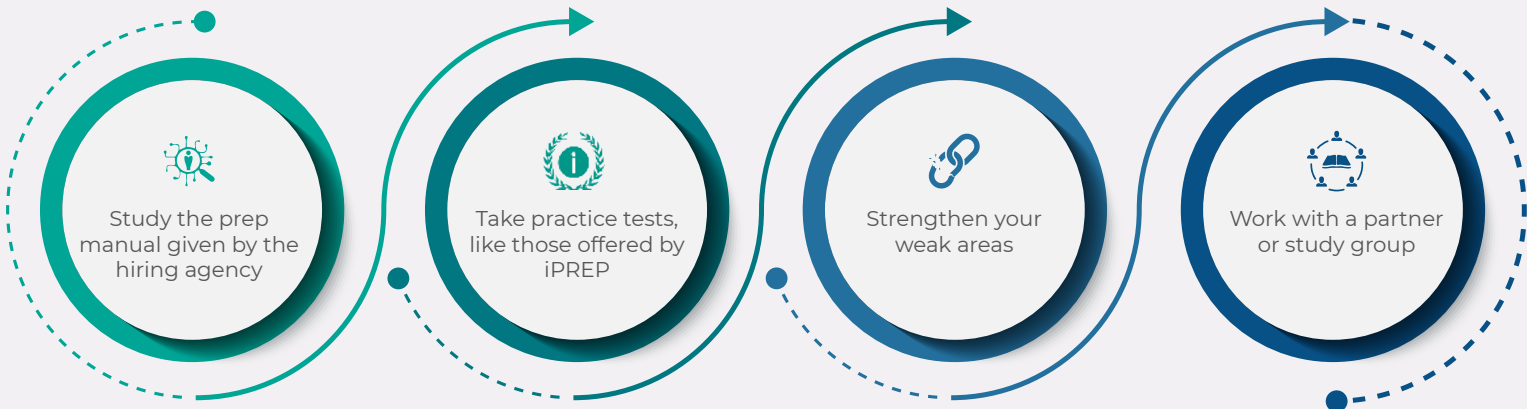 Study the prep
manual given by the
hiring agency
Take practice tests,
like those offered by
iPREP
Strengthen your
weak areas
Work with a partner
or study group